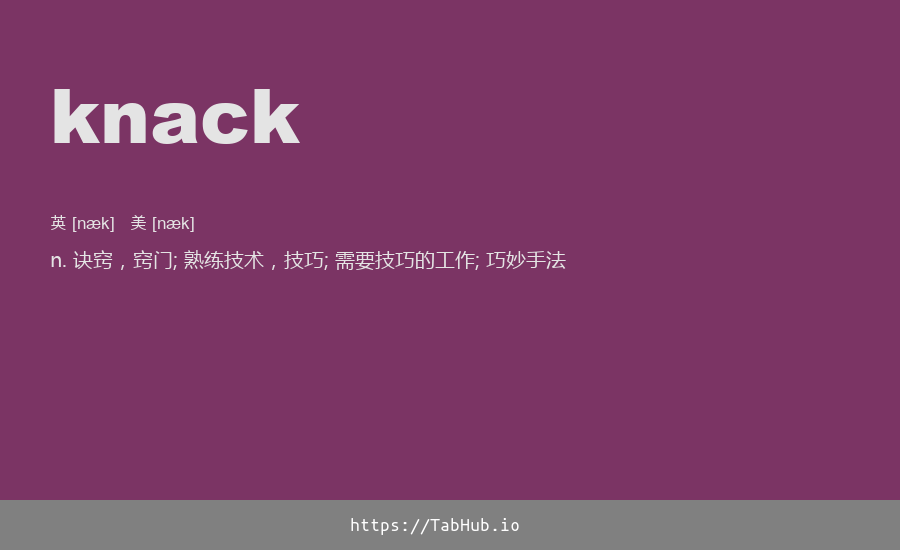 knack
英 [næk] 美 [næk]
n. 诀窍，窍门; 熟练技术，技巧; 需要技巧的工作; 巧妙手法
https://TabHub.io